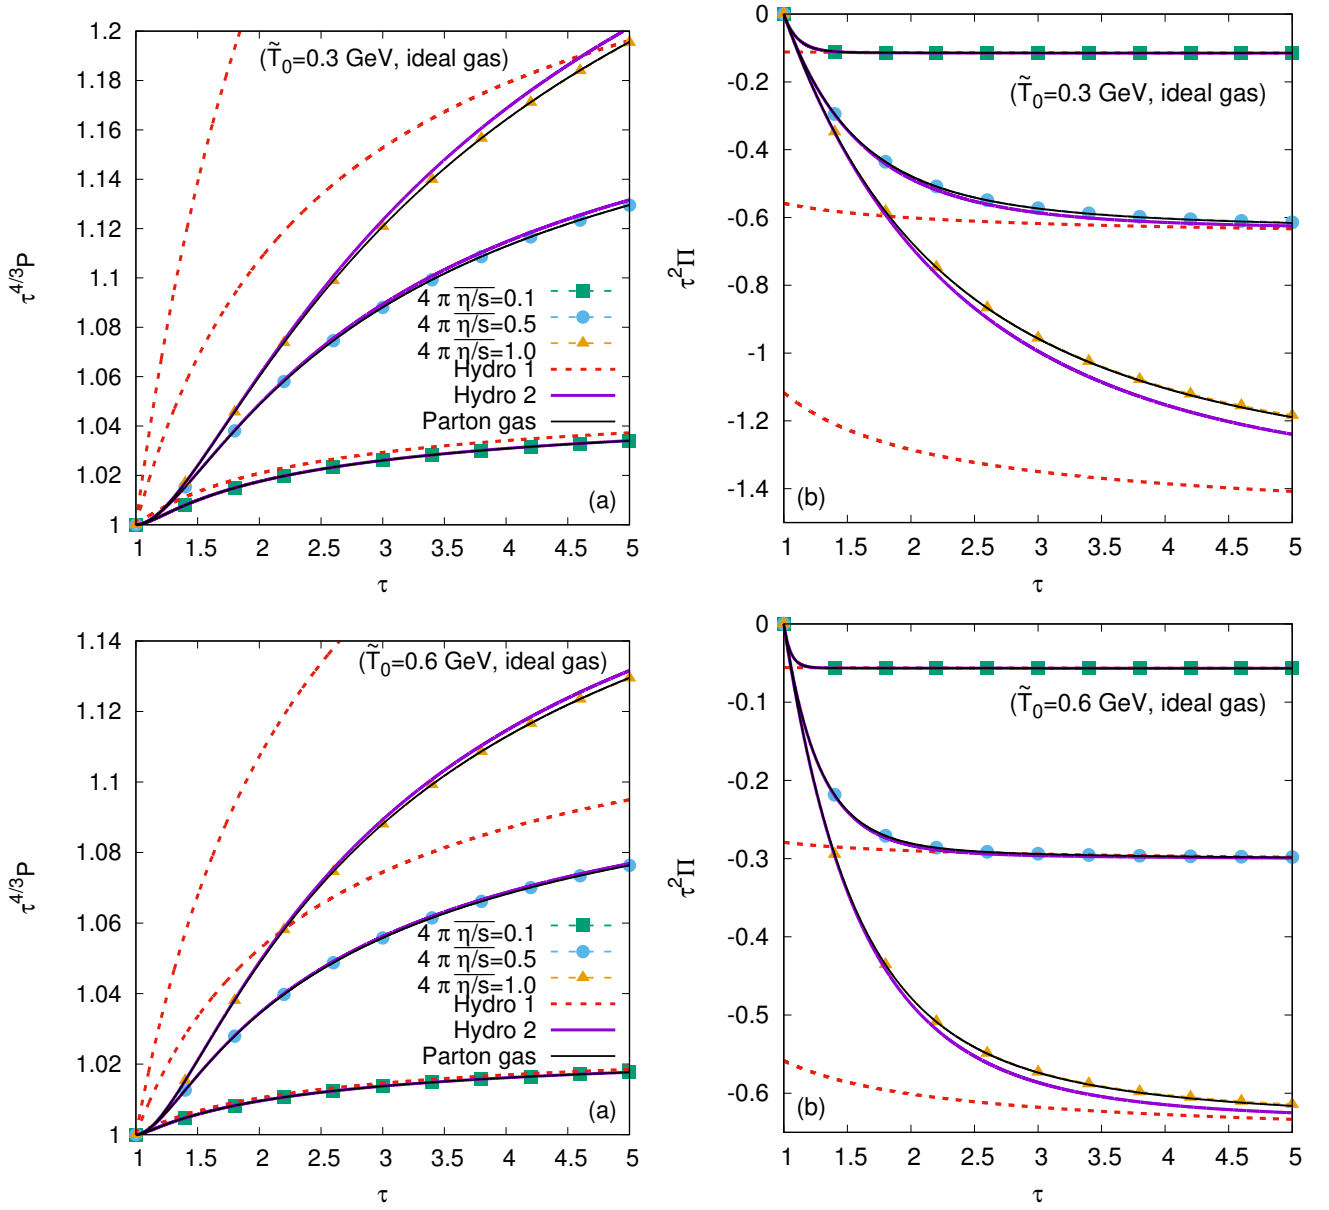 1.2
1.18
1.16
1.14
1.12
1.1
1.08
1.06
1.04
1.02
1
τ^{4/3}P
(T̃₀=0.3 GeV, ideal gas)
4 π \overline{η/s}=0.1
4 π \overline{η/s}=0.5
4 π \overline{η/s}=1.0
Hydro 1
Hydro 2
Parton gas
(a)
1 1.5 2 2.5 3 3.5 4 4.5 5
τ
0
-0.2
-0.4
-0.6
-0.8
-1
-1.2
-1.4
τ²Π
(T̃₀=0.3 GeV, ideal gas)
(b)
1 1.5 2 2.5 3 3.5 4 4.5 5
τ
1.14
1.12
1.1
1.08
1.06
1.04
1.02
1
τ^{4/3}P
(T̃₀=0.6 GeV, ideal gas)
4 π \overline{η/s}=0.1
4 π \overline{η/s}=0.5
4 π \overline{η/s}=1.0
Hydro 1
Hydro 2
Parton gas
(a)
1 1.5 2 2.5 3 3.5 4 4.5 5
τ
0
-0.1
-0.2
-0.3
-0.4
-0.5
-0.6
τ²Π
(T̃₀=0.6 GeV, ideal gas)
(b)
1 1.5 2 2.5 3 3.5 4 4.5 5
τ